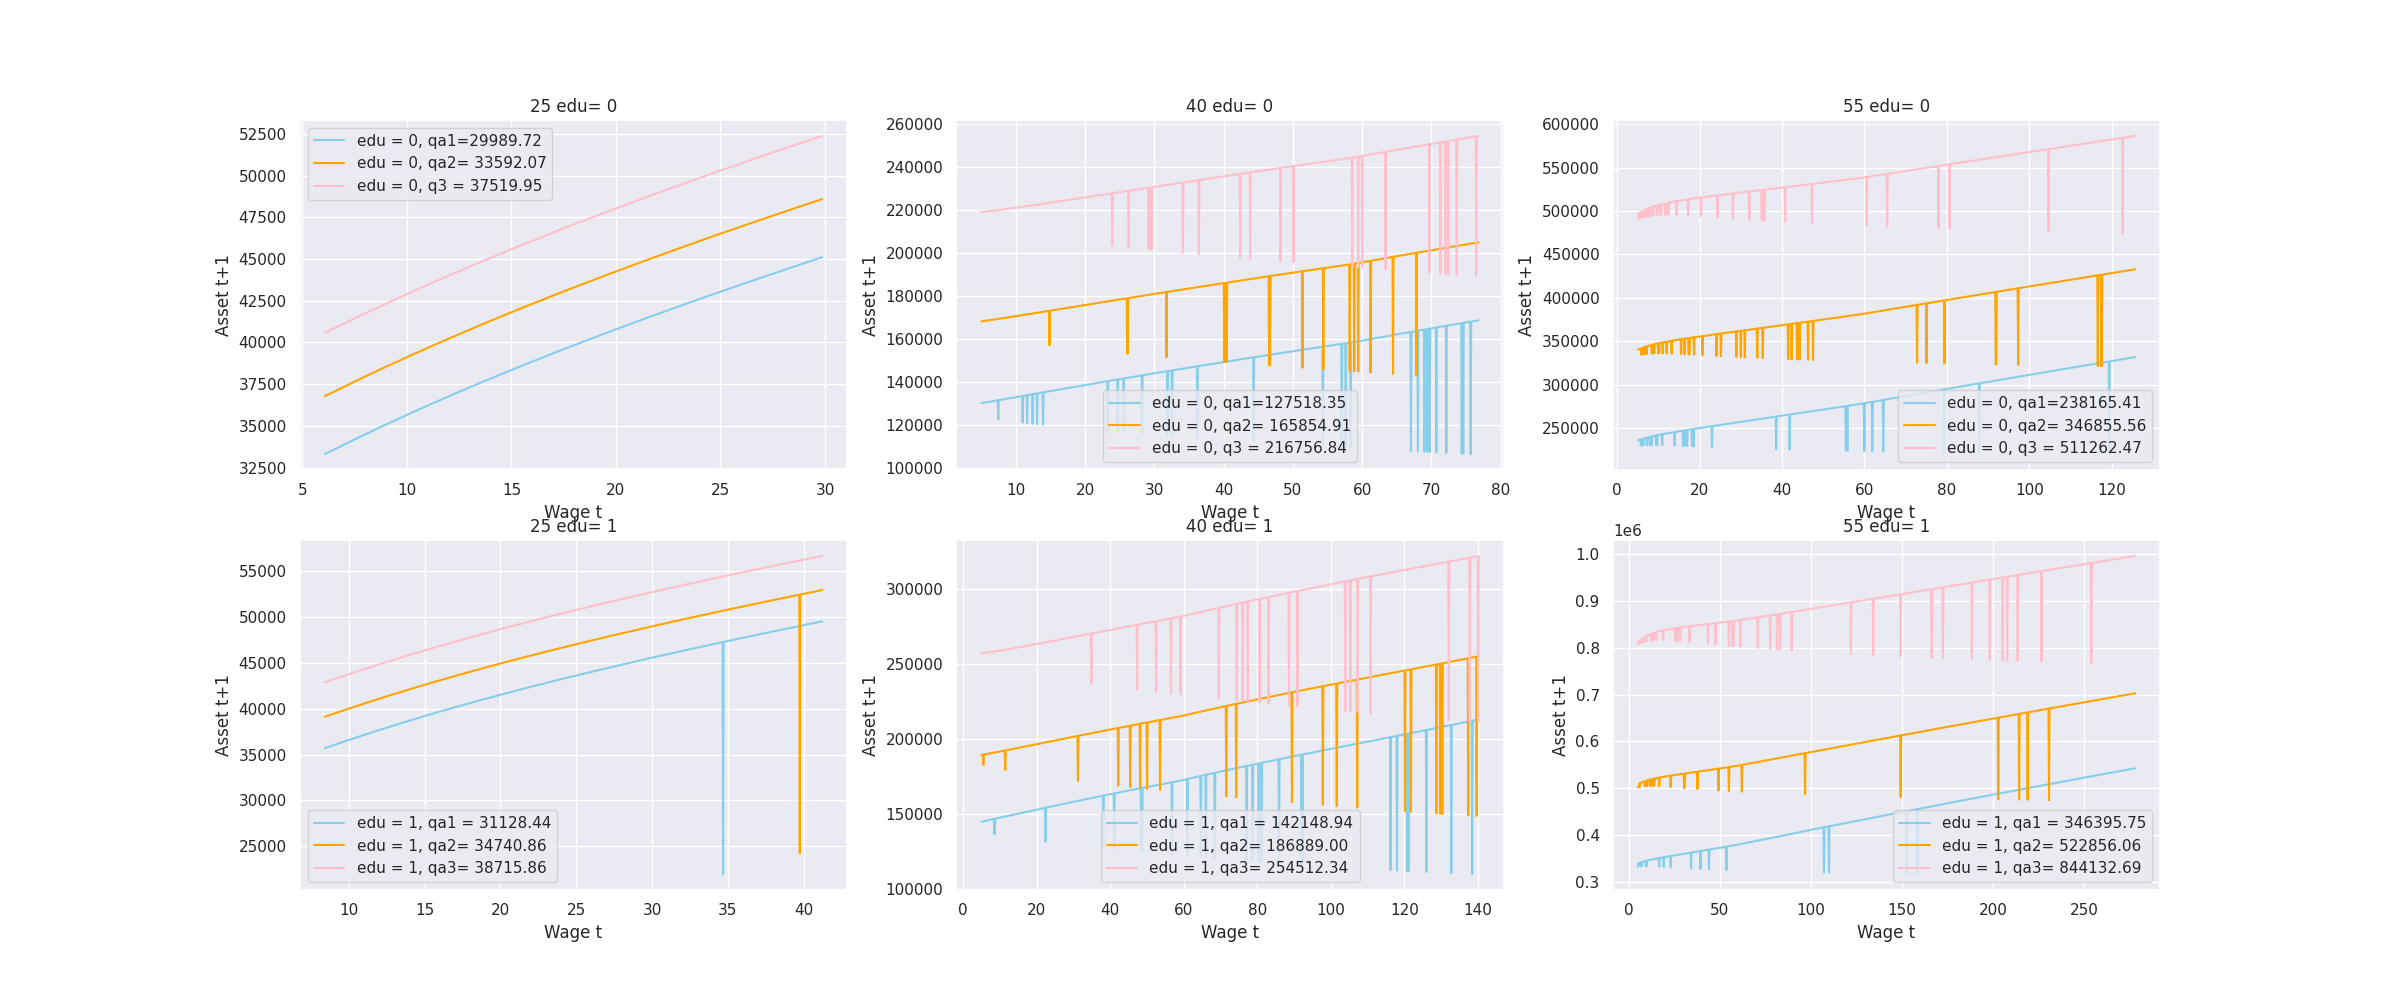 25 edu= 0
Asset t+1
52500
50000
47500
45000
42500
40000
37500
35000
32500
edu = 0, qa1=29989.72
edu = 0, qa2= 33592.07
edu = 0, q3 = 37519.95
5 10 15 20 25 30
Wage t
40 edu= 0
Asset t+1
260000
240000
220000
200000
180000
160000
140000
120000
100000
edu = 0, qa1=127518.35
edu = 0, qa2= 165854.91
edu = 0, q3 = 216756.84
10 20 30 40 50 60 70 80
Wage t
55 edu= 0
Asset t+1
600000
550000
500000
450000
400000
350000
300000
250000
edu = 0, qa1=238165.41
edu = 0, qa2= 346855.56
edu = 0, q3 = 511262.47
0 20 40 60 80 100 120
Wage t
25 edu= 1
Asset t+1
55000
50000
45000
40000
35000
30000
25000
edu = 1, qa1 = 31128.44
edu = 1, qa2= 34740.86
edu = 1, qa3= 38715.86
10 15 20 25 30 35 40
Wage t
40 edu= 1
Asset t+1
300000
250000
200000
150000
100000
edu = 1, qa1 = 142148.94
edu = 1, qa2= 186889.00
edu = 1, qa3= 254512.34
0 20 40 60 80 100 120 140
Wage t
55 edu= 1
1e6
Asset t+1
1.0
0.9
0.8
0.7
0.6
0.5
0.4
0.3
edu = 1, qa1 = 346395.75
edu = 1, qa2= 522856.06
edu = 1, qa3= 844132.69
0 50 100 150 200 250
Wage t